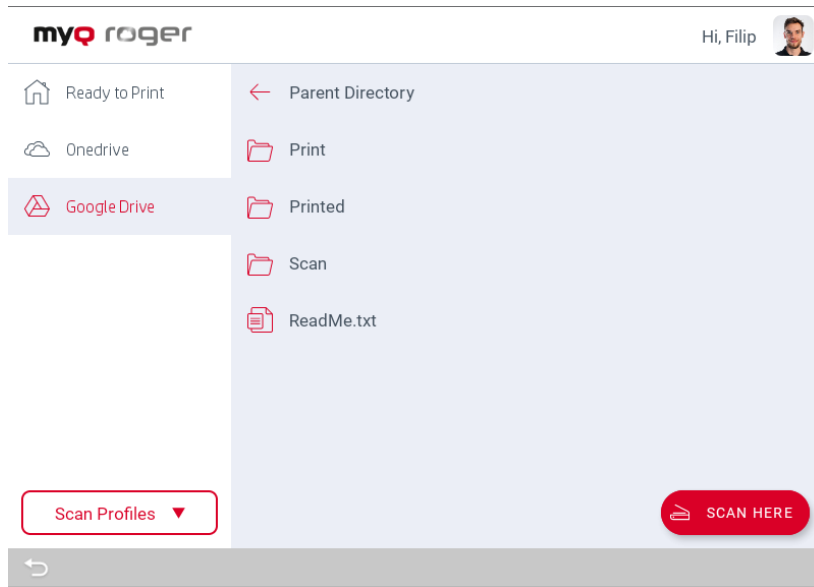 myQ roger
Hi, Filip
Ready to Print
Onedrive
Google Drive
Parent Directory
Print
Printed
Scan
ReadMe.txt
Scan Profiles
SCAN HERE